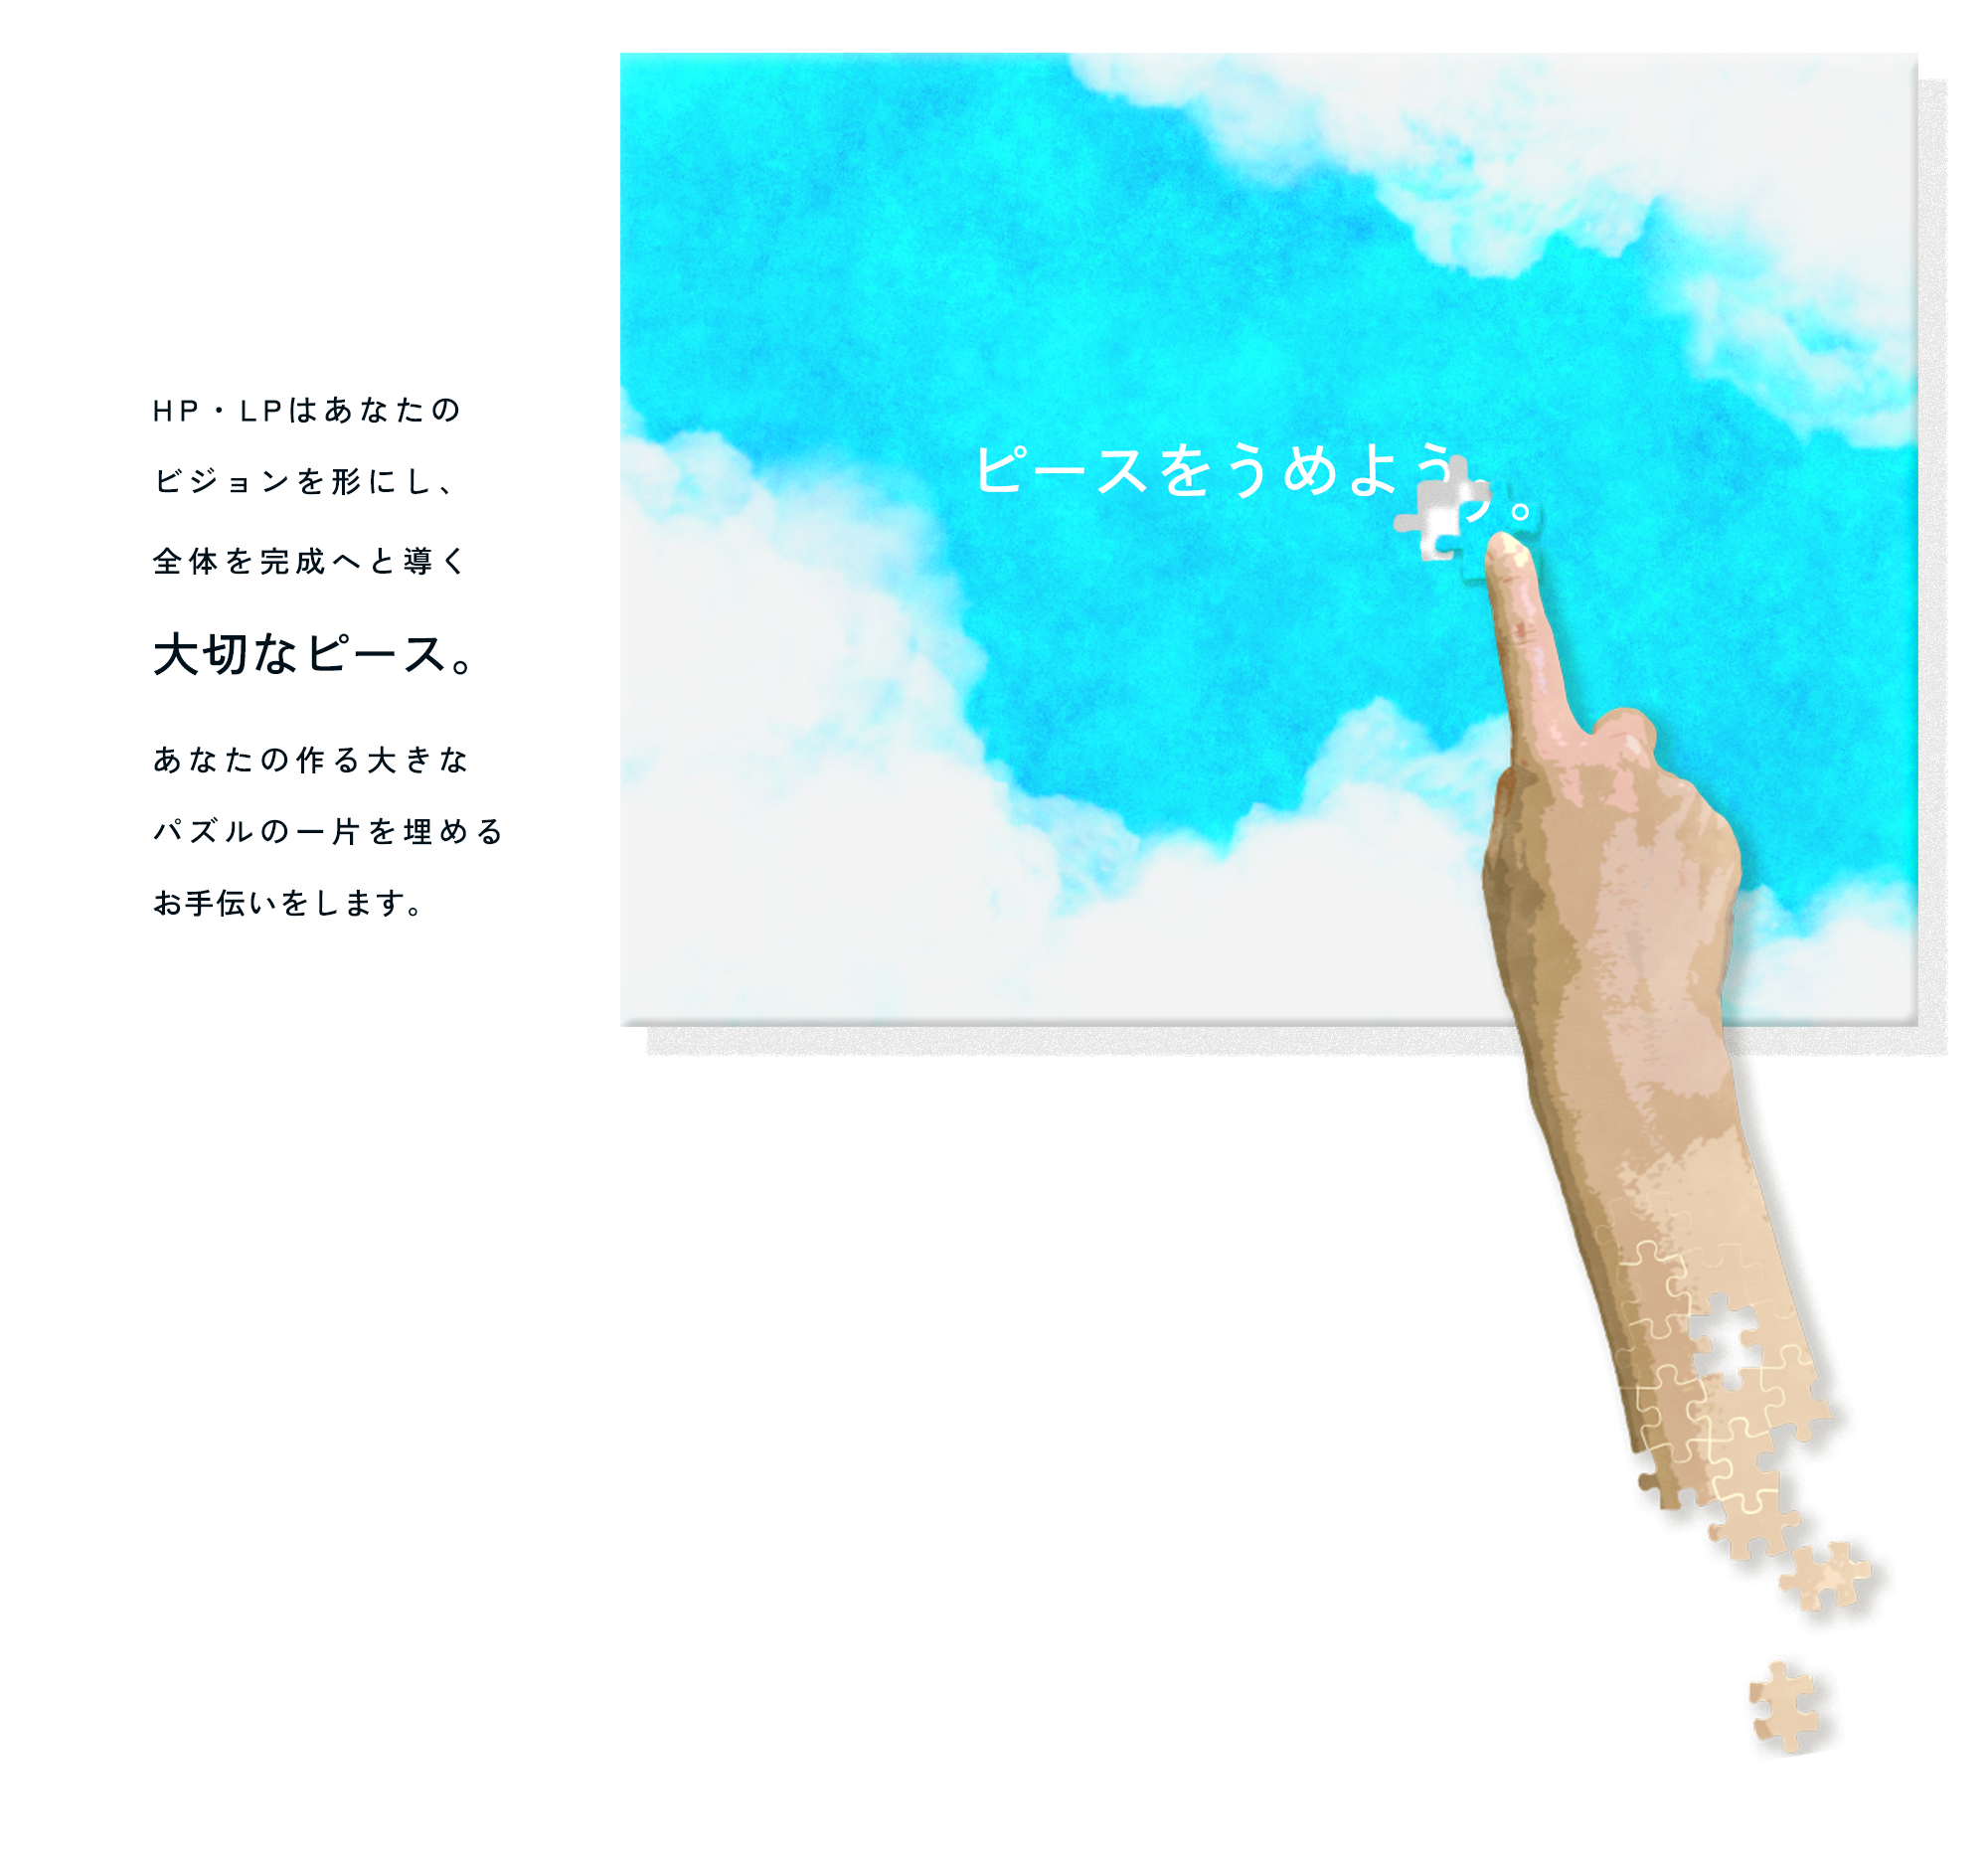 HP・LPはあなたの
ビジョンを形にし、
全体を完成へと導く
大切なピース。
あなたの作る大きな
パズルの一片を埋める
お手伝いをします。
ピースをうめよう。